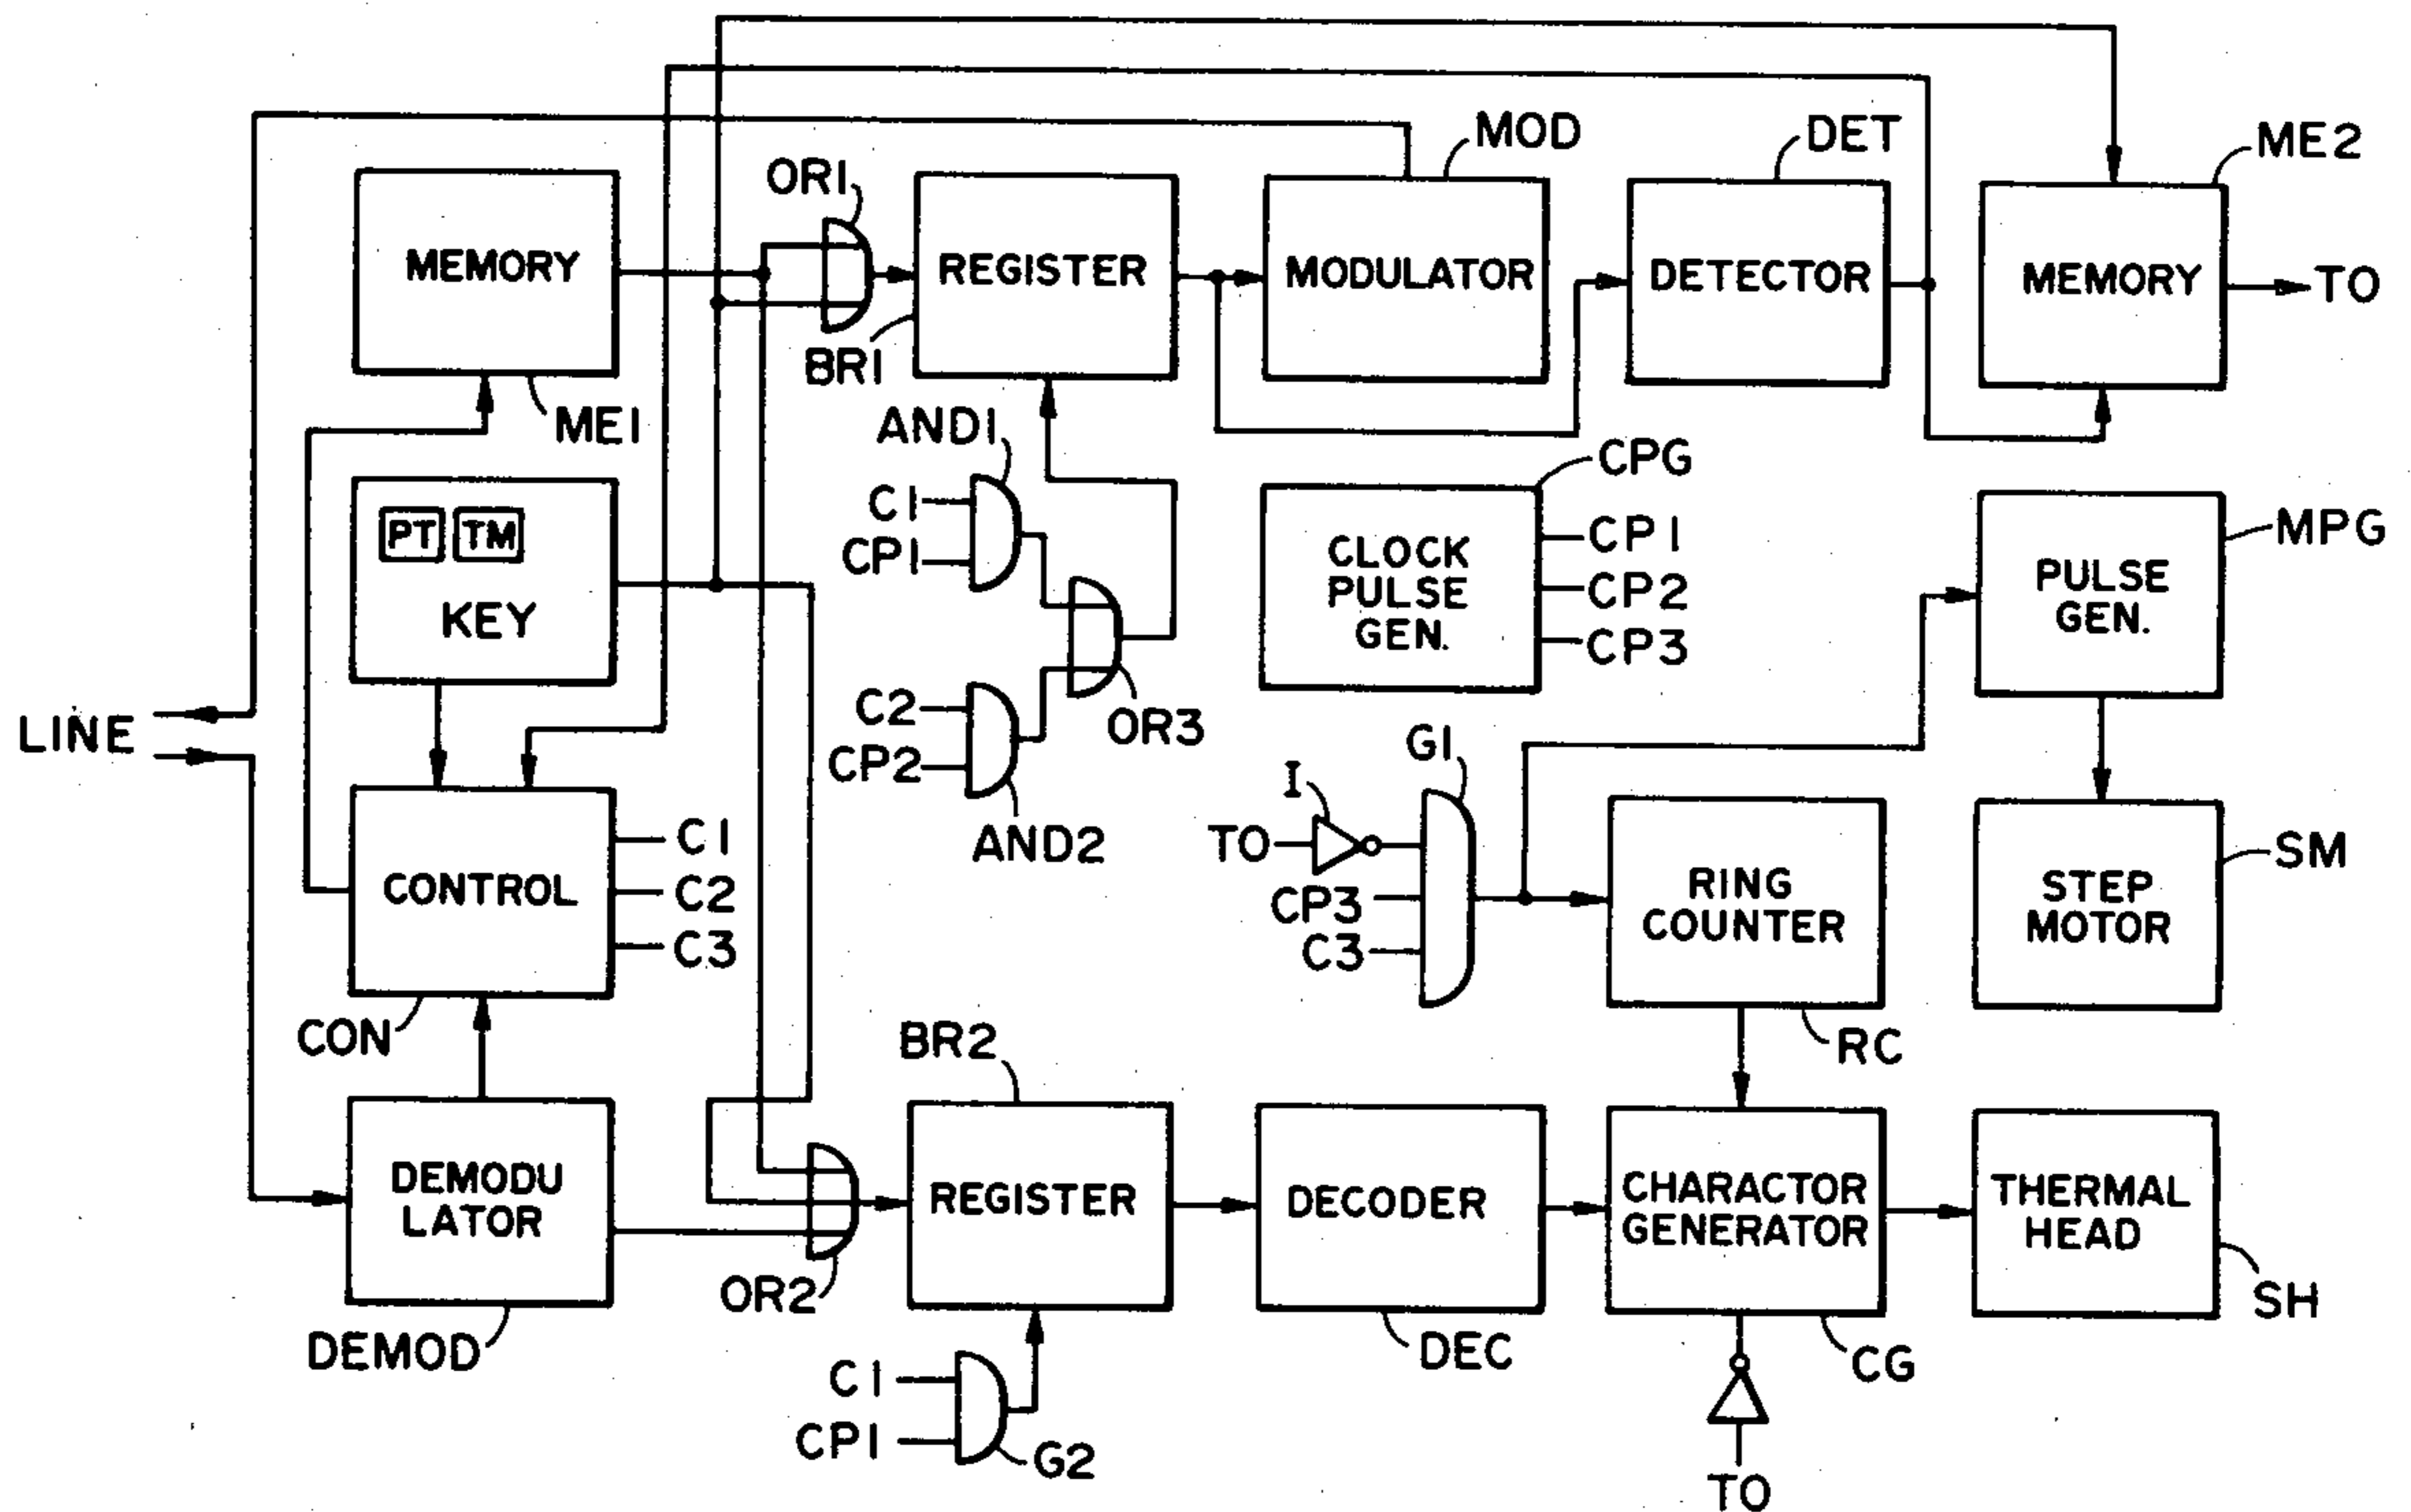 MOD
DET
ME2
OR1
MEMORY
REGISTER
MODULATOR
DETECTOR
MEMORY
TO
BR1
ME1
AND1
CPG
C1
CP1
PT
TM
KEY
CLOCK
PULSE
GEN.
CP1
CP2
CP3
PULSE
GEN.
MPG
LINE
C2
CP2
OR3
G1
I
AND2
TO
CP3
C3
CONTROL
C1
C2
C3
RING
COUNTER
STEP
MOTOR
SM
CON
BR2
RC
DEMODU
LATOR
REGISTER
DECODER
CHARACTOR
GENERATOR
THERMAL
HEAD
OR2
SH
DEMOD
DEC
CG
C1
CP1
G2
TO